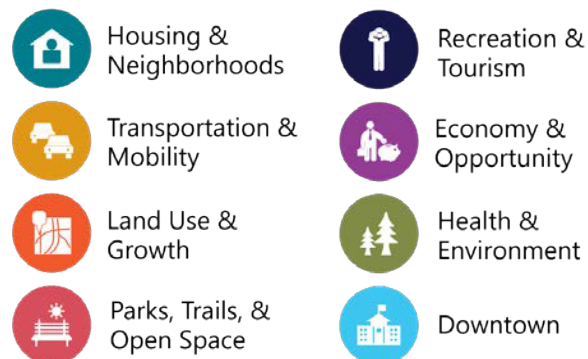 Housing &
Neighborhoods
Recreation &
Tourism
Transportation &
Mobility
Economy &
Opportunity
Land Use &
Growth
Health &
Environment
Parks, Trails, &
Open Space
Downtown